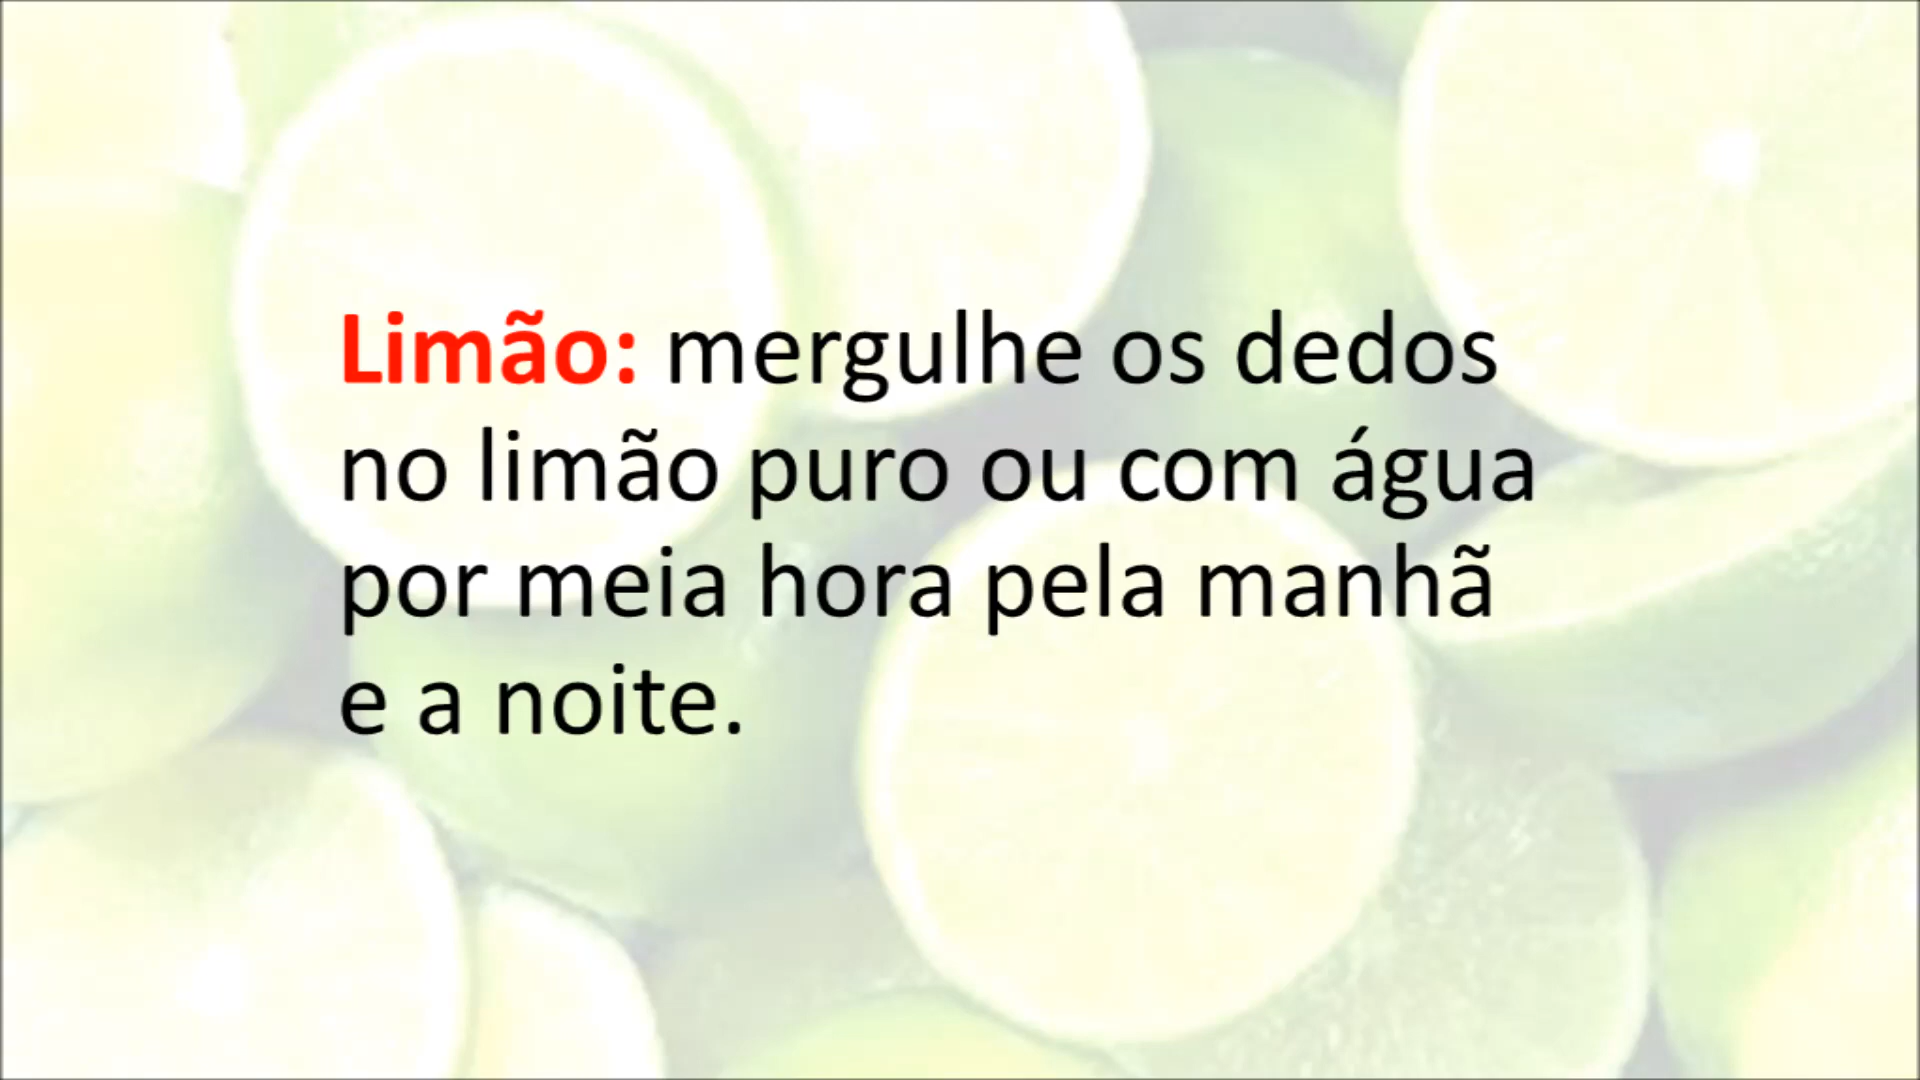 Limão: mergulhe os dedos
no limão puro ou com água
por meia hora pela manhã
e a noite.